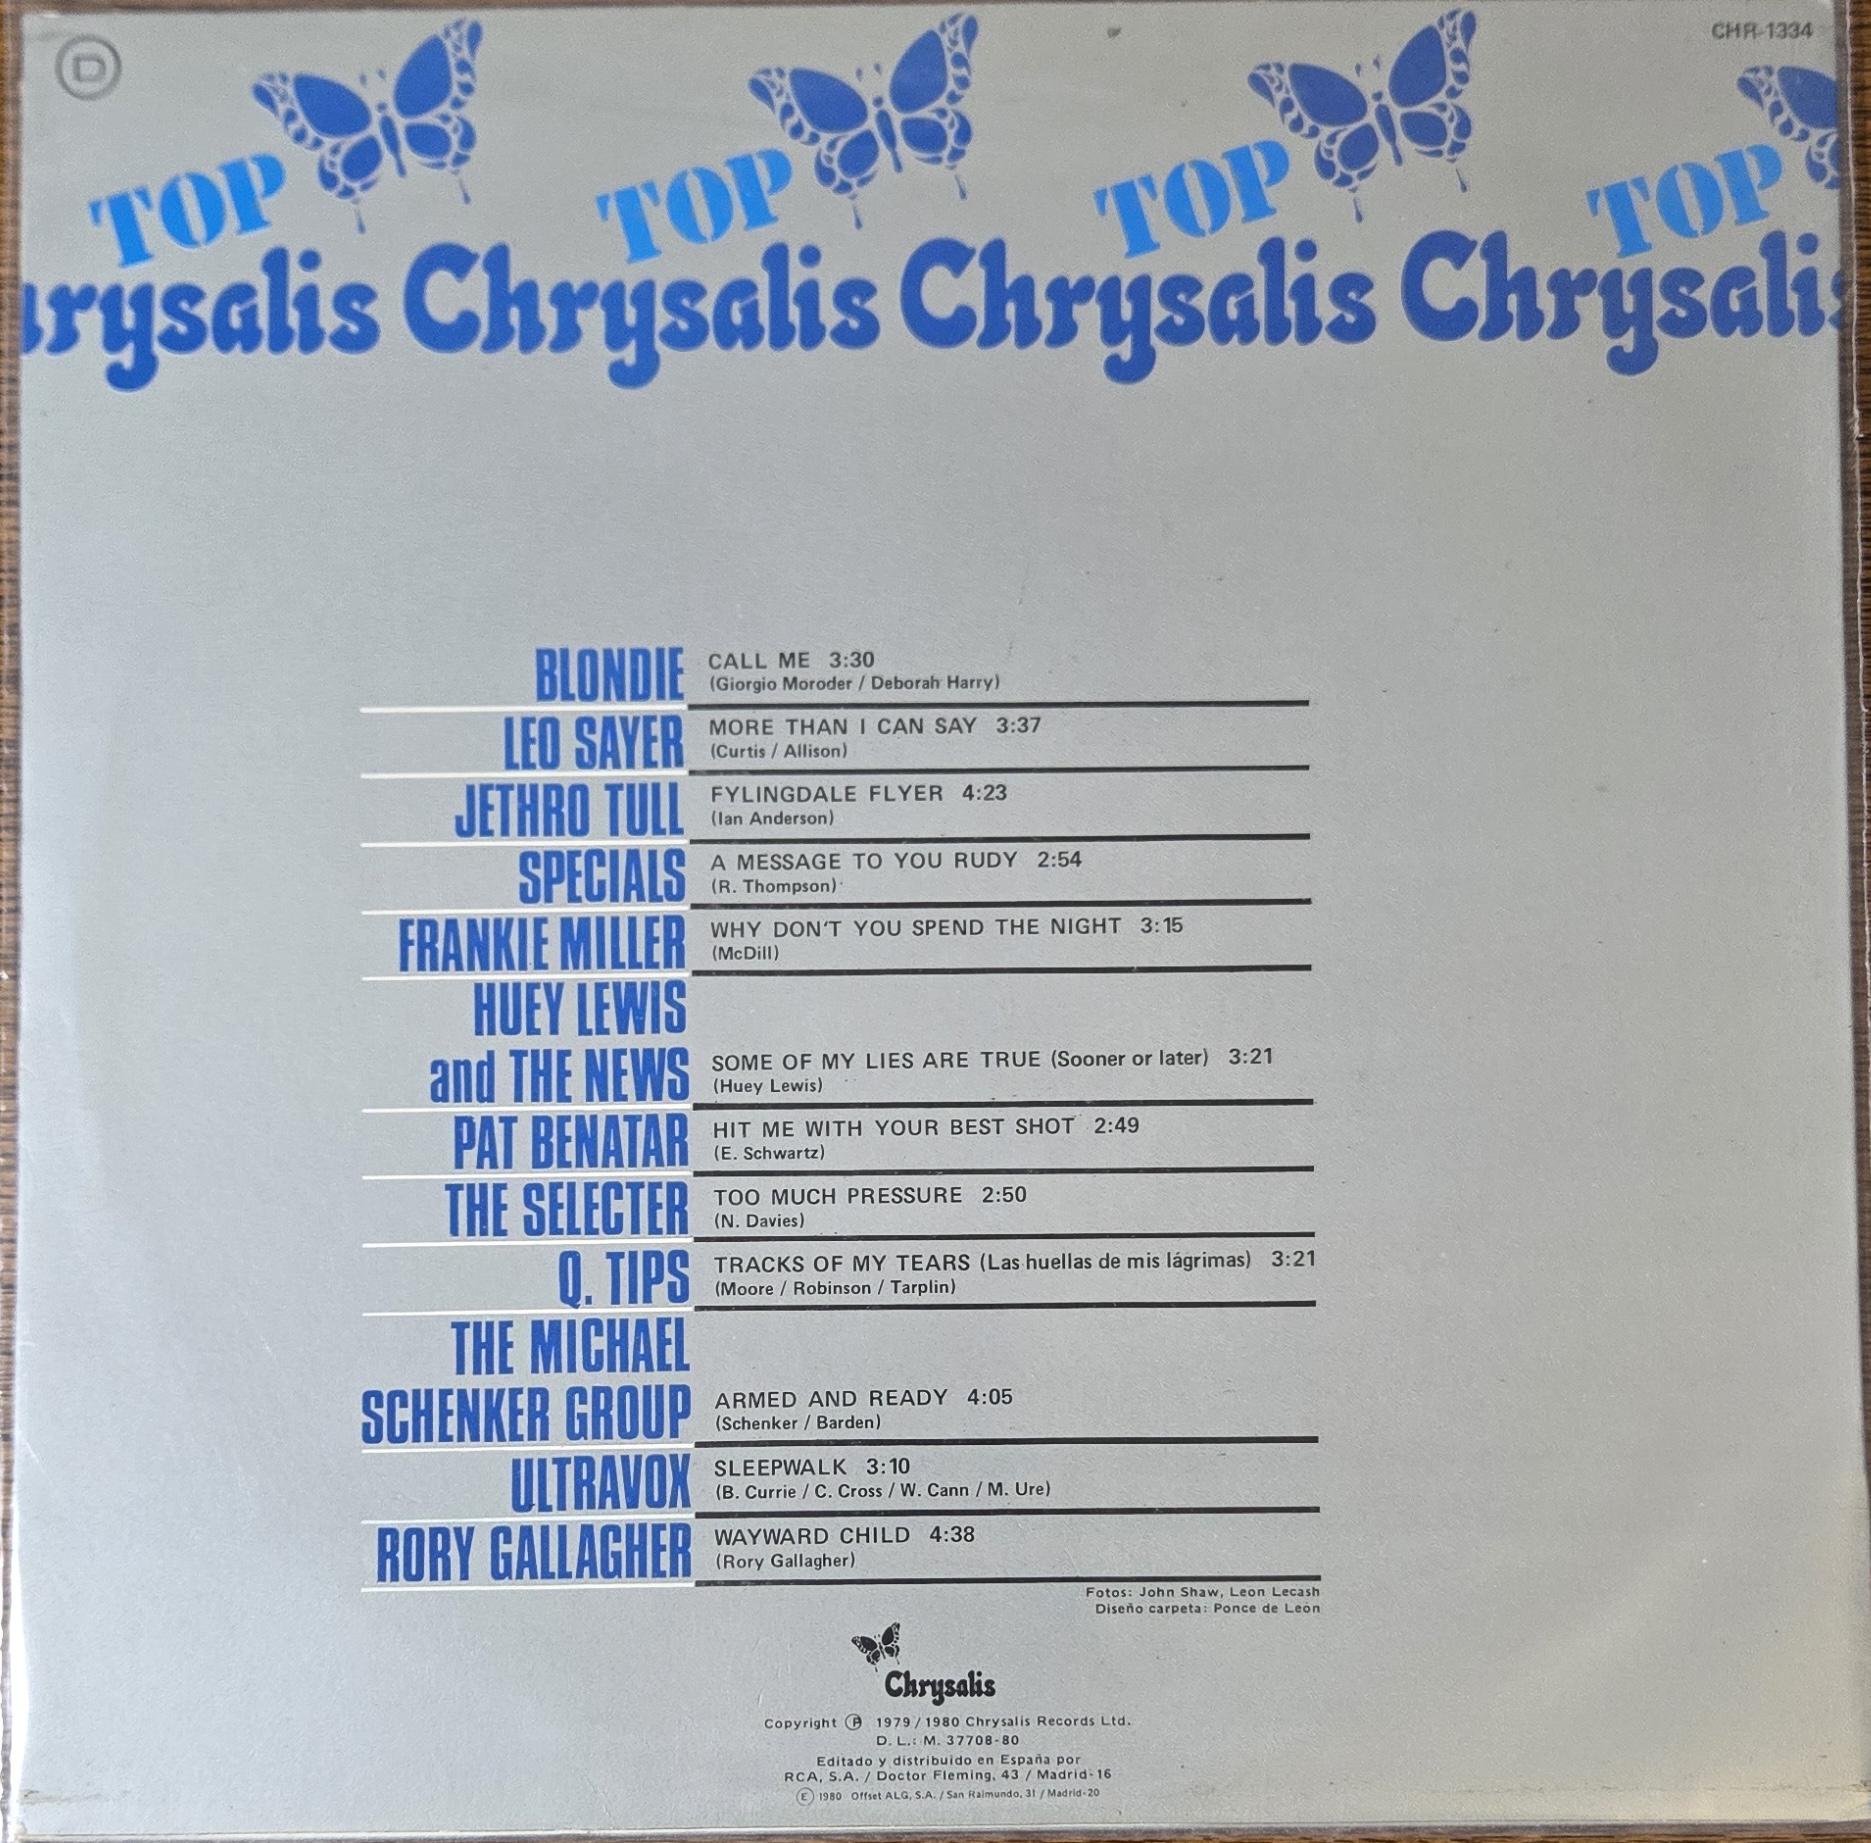 D
CHR-1334
TOP TOP TOP TOP
rysalis Chrysalis Chrysalis Chrysalis
BLONDIE CALL ME 3:30
(Giorgio Moroder / Deborah Harry)
LEO SAYER MORE THAN I CAN SAY 3:37
(Curtis / Allison)
JETHRO TULL FYLINGDALE FLYER 4:23
(Ian Anderson)
SPECIALS A MESSAGE TO YOU RUDY 2:54
(R. Thompson)
FRANKIE MILLER WHY DON'T YOU SPEND THE NIGHT 3:15
(McDill)
HUEY LEWIS
and THE NEWS SOME OF MY LIES ARE TRUE (Sooner or later) 3:21
(Huey Lewis)
PAT BENATAR HIT ME WITH YOUR BEST SHOT 2:49
(E. Schwartz)
THE SELECTER TOO MUCH PRESSURE 2:50
(N. Davies)
Q. TIPS TRACKS OF MY TEARS (Las huellas de mis lágrimas) 3:21
(Moore / Robinson / Tarplin)
THE MICHAEL
SCHENKER GROUP ARMED AND READY 4:05
(Schenker / Barden)
ULTRAVOX SLEEPWALK 3:10
(B. Currie / C. Cross / W. Cann / M. Ure)
RORY GALLAGHER WAYWARD CHILD 4:38
(Rory Gallagher)
Fotos: John Shaw, Leon Lecash
Diseño carpeta: Ponce de León
Chrysalis
Copyright Ⓟ 1979/1980 Chrysalis Records Ltd.
D. L.: M. 37708-80
Editado y distribuido en España por
RCA, S.A. / Doctor Fleming, 43 / Madrid-16
Ⓔ 1980 Offset ALG, S.A. / San Raimundo, 31 / Madrid-20